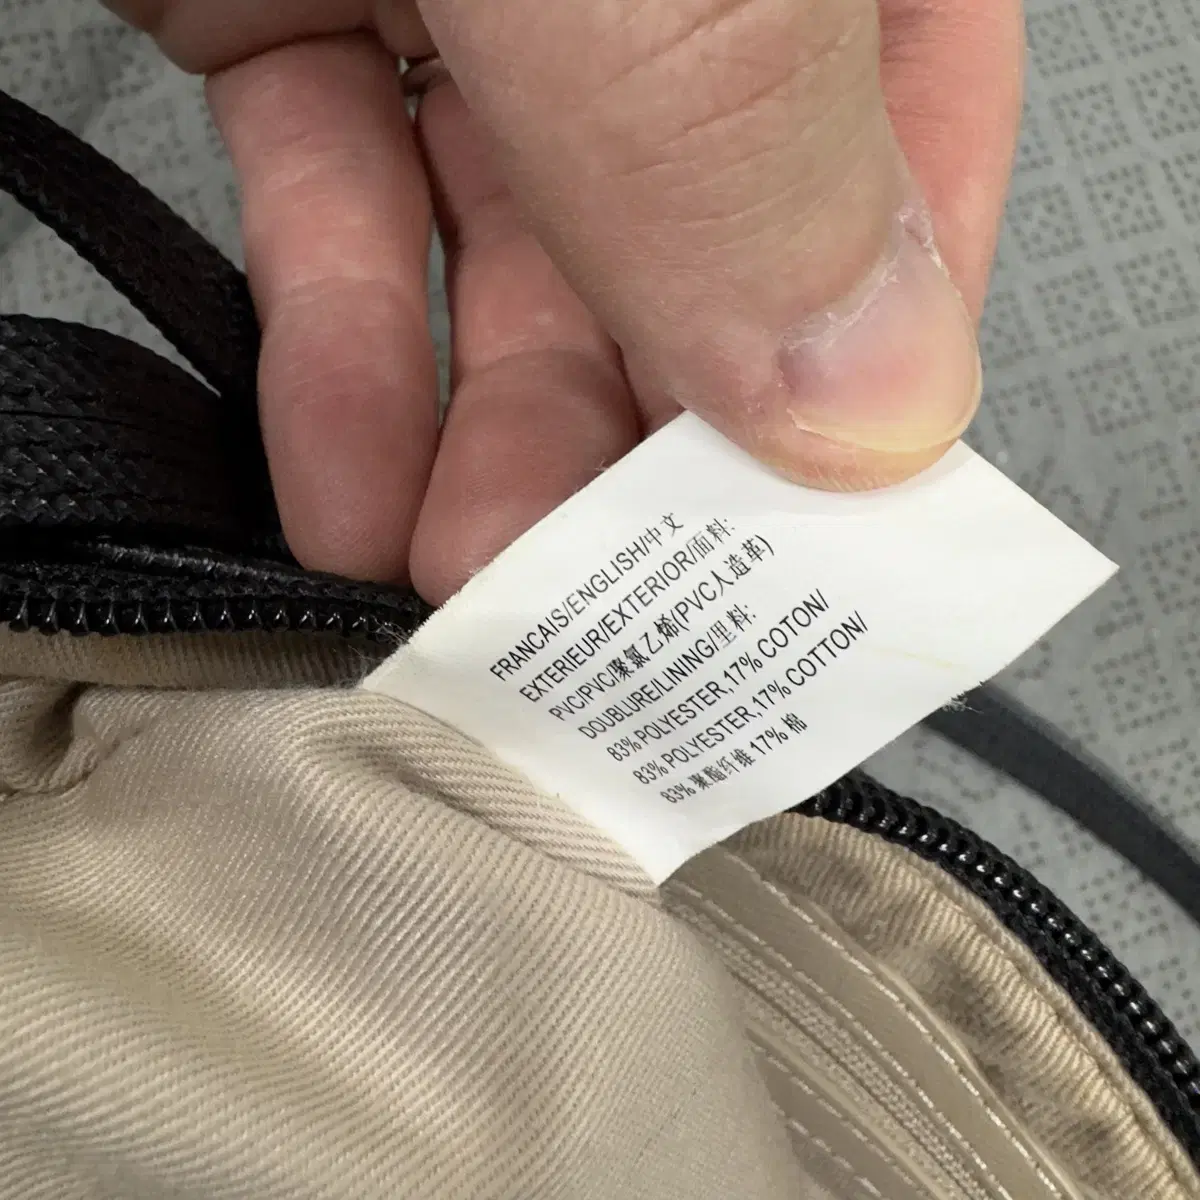 FRANCAIS/ENGLISH/中文
EXTERIEUR/EXTERIOR/面料:
PVC/PVC/聚氯乙烯(PVC人造革)
DOUBLURE/LINING/里料:
83% POLYESTER,17% COTON/
83% POLYESTER,17% COTTON/
83% 聚酯纤维 17% 棉